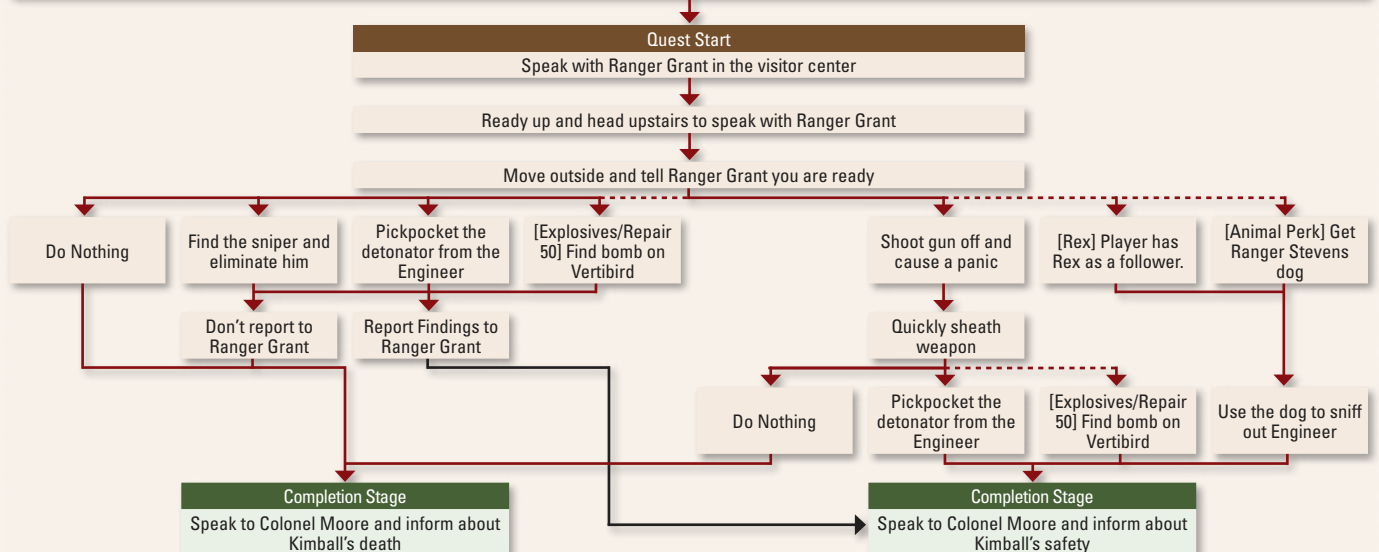 Quest Start
Speak with Ranger Grant in the visitor center
Ready up and head upstairs to speak with Ranger Grant
Move outside and tell Ranger Grant you are ready
Do Nothing
Find the sniper and
eliminate him
Pickpocket the
detonator from the
Engineer
[Explosives/Repair
50] Find bomb on
Vertibird
Shoot gun off and
cause a panic
[Rex] Player has
Rex as a follower.
[Animal Perk] Get
Ranger Stevens
dog
Don't report to
Ranger Grant
Report Findings to
Ranger Grant
Quickly sheath
weapon
Do Nothing
Pickpocket the
detonator from the
Engineer
[Explosives/Repair
50] Find bomb on
Vertibird
Use the dog to sniff
out Engineer
Completion Stage
Speak to Colonel Moore and inform about
Kimball's death
Completion Stage
Speak to Colonel Moore and inform about
Kimball's safety